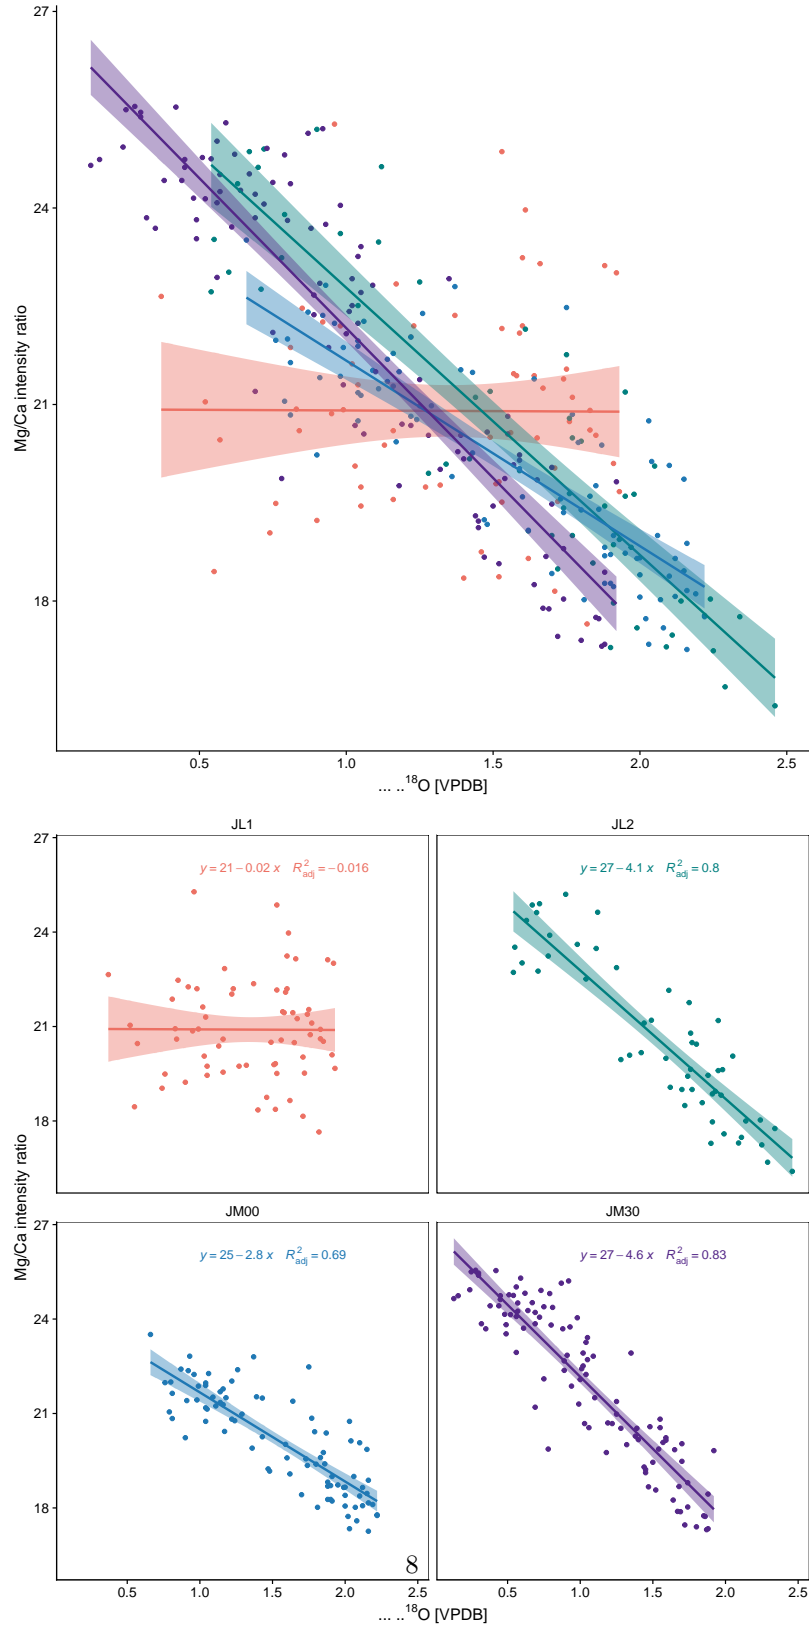 27
24
21
18
Mg/Ca intensity ratio
0.5 1.0 1.5 2.0 2.5
... ..¹⁸O [VPDB]
JL1 JL2
27
24
21
18
y = 21 − 0.02 x R²adj = −0.016
y = 27 − 4.1 x R²adj = 0.8
Mg/Ca intensity ratio
JM00 JM30
27
24
21
18
y = 25 − 2.8 x R²adj = 0.69
y = 27 − 4.6 x R²adj = 0.83
8
0.5 1.0 1.5 2.0 2.5 0.5 1.0 1.5 2.0 2.5
... ..¹⁸O [VPDB]